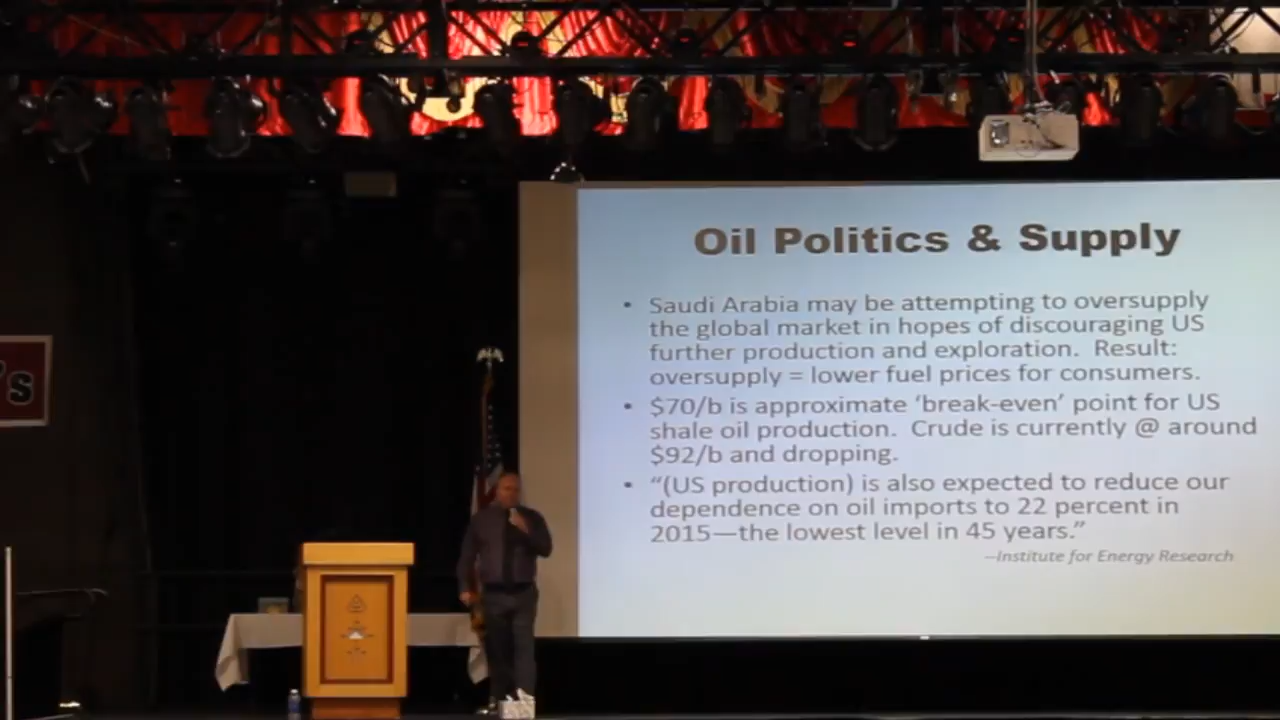 Oil Politics & Supply
• Saudi Arabia may be attempting to oversupply
the global market in hopes of discouraging US
further production and exploration.  Result:
oversupply = lower fuel prices for consumers.
• $70/b is approximate ‘break-even’ point for US
shale oil production.  Crude is currently @ around
$92/b and dropping.
• “(US production) is also expected to reduce our
dependence on oil imports to 22 percent in
2015—the lowest level in 45 years.”
–Institute for Energy Research
's